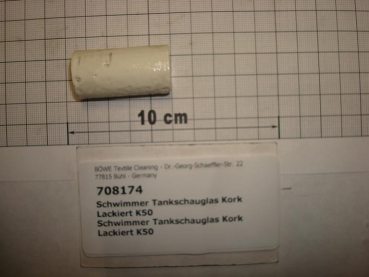 10 cm
BÖWE Textile Cleaning - Dr.-Georg-Schaeffler-Str. 22
77815 Bühl - Germany
708174
Schwimmer Tankschauglas Kork
Lackiert K50
Schwimmer Tankschauglas Kork
Lackiert K50